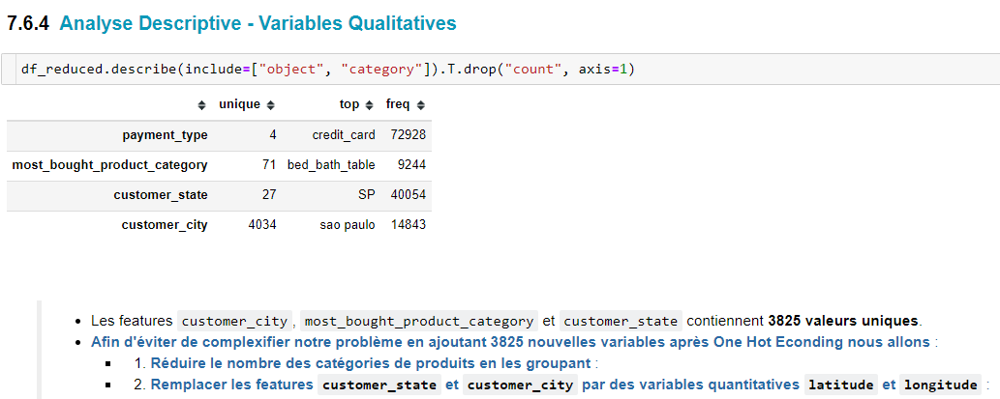 7.6.4 Analyse Descriptive - Variables Qualitatives
df_reduced.describe(include=["object", "category"]).T.drop("count", axis=1)
unique top freq
payment_type 4 credit_card 72928
most_bought_product_category 71 bed_bath_table 9244
customer_state 27 SP 40054
customer_city 4034 sao paulo 14843
• Les features customer_city , most_bought_product_category et customer_state contiennent 3825 valeurs uniques.
• Afin d'éviter de complexifier notre problème en ajoutant 3825 nouvelles variables après One Hot Econding nous allons :
▪ 1. Réduire le nombre des catégories de produits en les groupant :
▪ 2. Remplacer les features customer_state et customer_city par des variables quantitatives latitude et longitude :